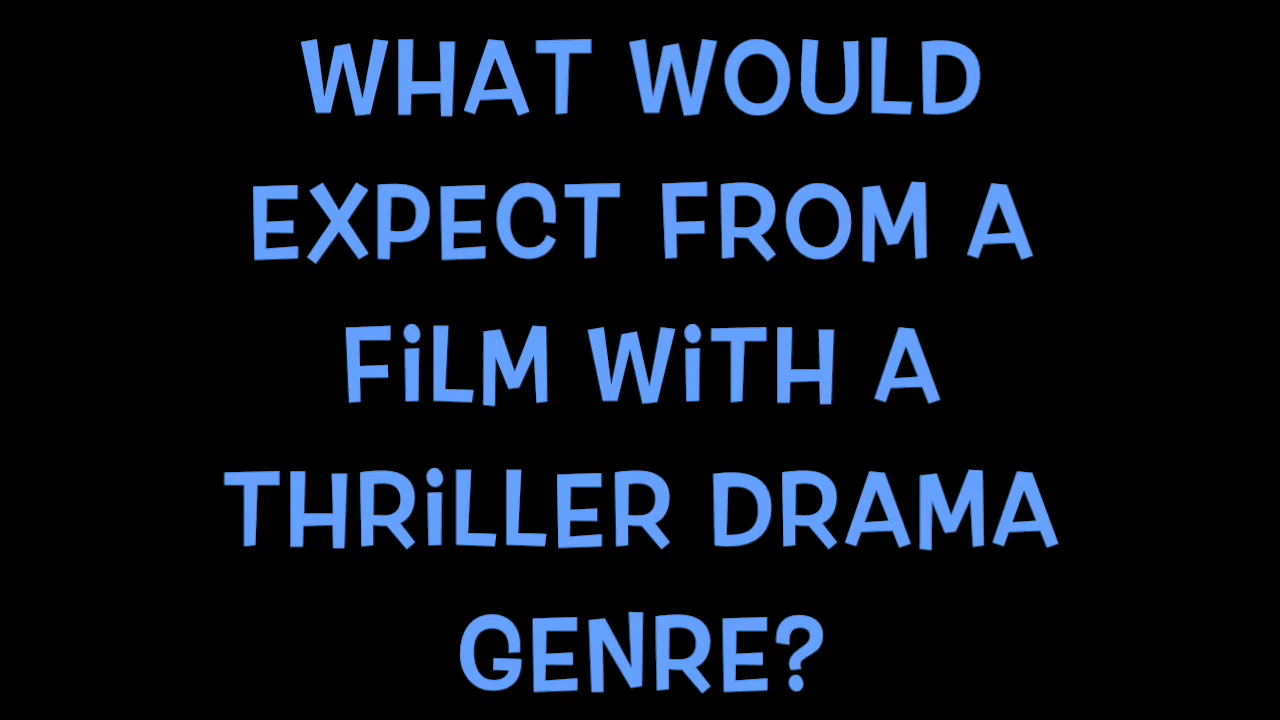 WHAT WOULD
EXPECT FROM A
FiLM WiTH A
THRiLLER DRAMA
GENRE?